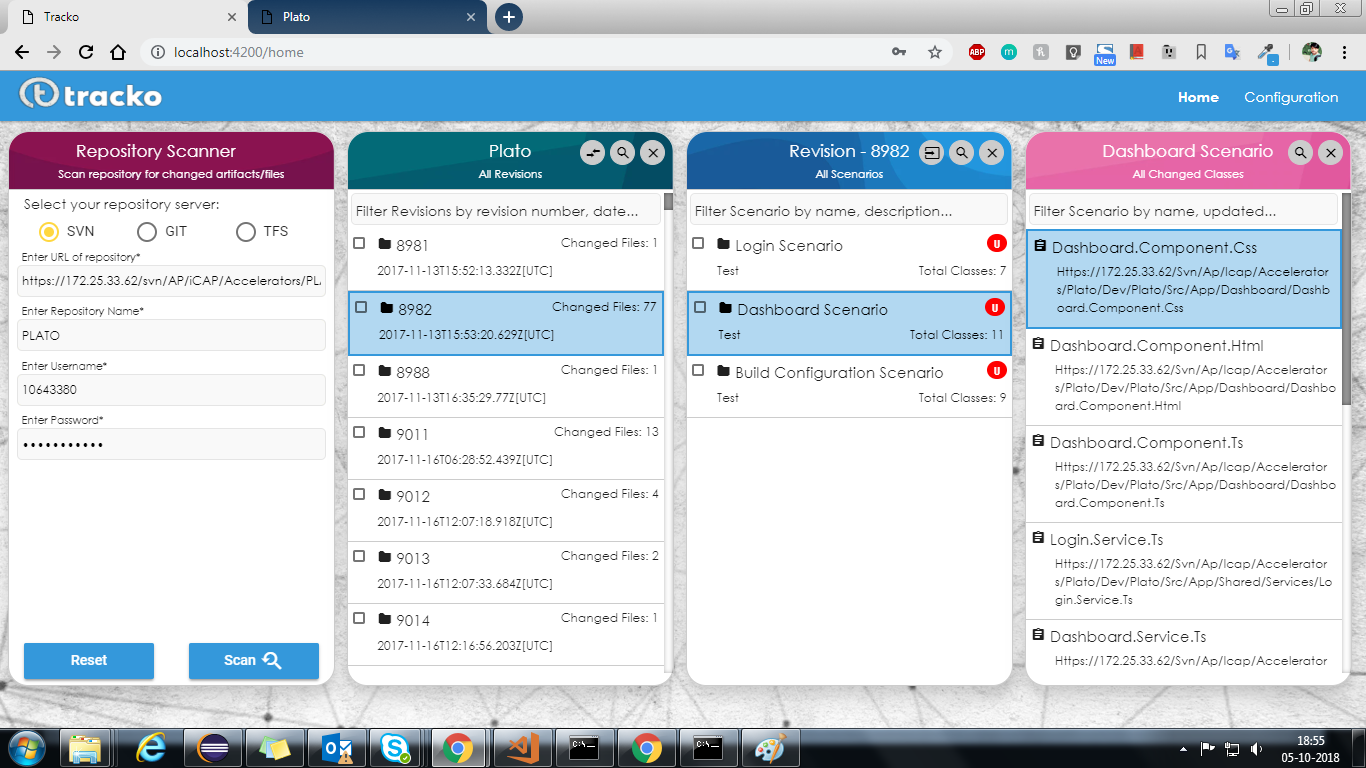 Tracko
Plato
localhost:4200/home
ABP
m
New
tracko
Home
Configuration
Repository Scanner
Scan repository for changed artifacts/files
Select your repository server:
SVN
GIT
TFS
Enter URL of repository*
https://172.25.33.62/svn/AP/iCAP/Accelerators/PL
Enter Repository Name*
PLATO
Enter Username*
10643380
Enter Password*
•••••••••••
Reset
Scan
Plato
All Revisions
Filter Revisions by revision number, date...
8981
Changed Files: 1
2017-11-13T15:52:13.332Z[UTC]
8982
Changed Files: 77
2017-11-13T15:53:20.629Z[UTC]
8988
Changed Files: 1
2017-11-13T16:35:29.77Z[UTC]
9011
Changed Files: 13
2017-11-16T06:28:52.439Z[UTC]
9012
Changed Files: 4
2017-11-16T12:07:18.918Z[UTC]
9013
Changed Files: 2
2017-11-16T12:07:33.684Z[UTC]
9014
Changed Files: 1
2017-11-16T12:16:56.203Z[UTC]
Revision - 8982
All Scenarios
Filter Scenario by name, description...
Login Scenario
U
Test
Total Classes: 7
Dashboard Scenario
U
Test
Total Classes: 11
Build Configuration Scenario
U
Test
Total Classes: 9
Dashboard Scenario
All Changed Classes
Filter Scenario by name, updated...
Dashboard.Component.Css
Https://172.25.33.62/Svn/Ap/Icap/Accelerator
s/Plato/Dev/Plato/Src/App/Dashboard/Dashb
oard.Component.Css
Dashboard.Component.Html
Https://172.25.33.62/Svn/Ap/Icap/Accelerator
s/Plato/Dev/Plato/Src/App/Dashboard/Dashbo
ard.Component.Html
Dashboard.Component.Ts
Https://172.25.33.62/Svn/Ap/Icap/Accelerator
s/Plato/Dev/Plato/Src/App/Dashboard/Dashbo
ard.Component.Ts
Login.Service.Ts
Https://172.25.33.62/Svn/Ap/Icap/Accelerator
s/Plato/Dev/Plato/Src/App/Shared/Services/Lo
gin.Service.Ts
Dashboard.Service.Ts
Https://172.25.33.62/Svn/Ap/Icap/Accelerator
18:55
05-10-2018